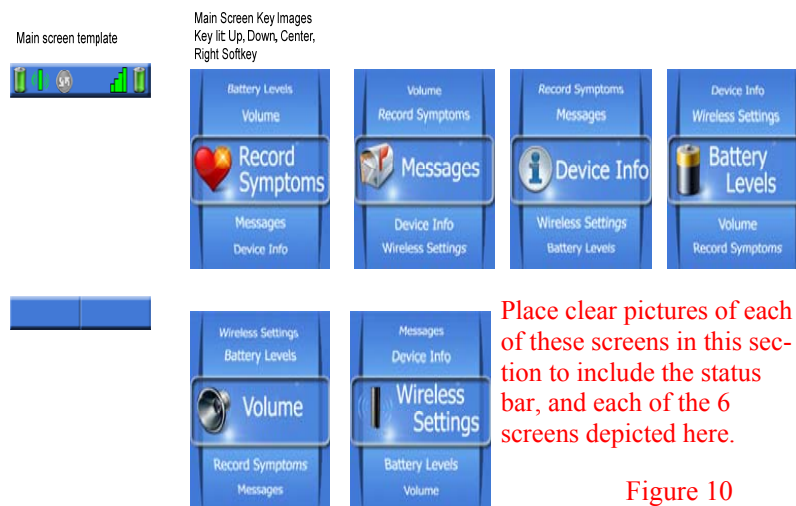 Main screen template
Main Screen Key Images
Key lit: Up, Down, Center,
Right Softkey
Battery Levels
Volume
Record
Symptoms
Messages
Device Info
Volume
Record Symptoms
Messages
Device Info
Wireless Settings
Record Symptoms
Messages
Device Info
Wireless Settings
Battery Levels
Device Info
Wireless Settings
Battery
Levels
Volume
Record Symptoms
Wireless Settings
Battery Levels
Volume
Record Symptoms
Messages
Messages
Device Info
Wireless
Settings
Battery Levels
Volume
Place clear pictures of each
of these screens in this sec-
tion to include the status
bar, and each of the 6
screens depicted here.
Figure 10